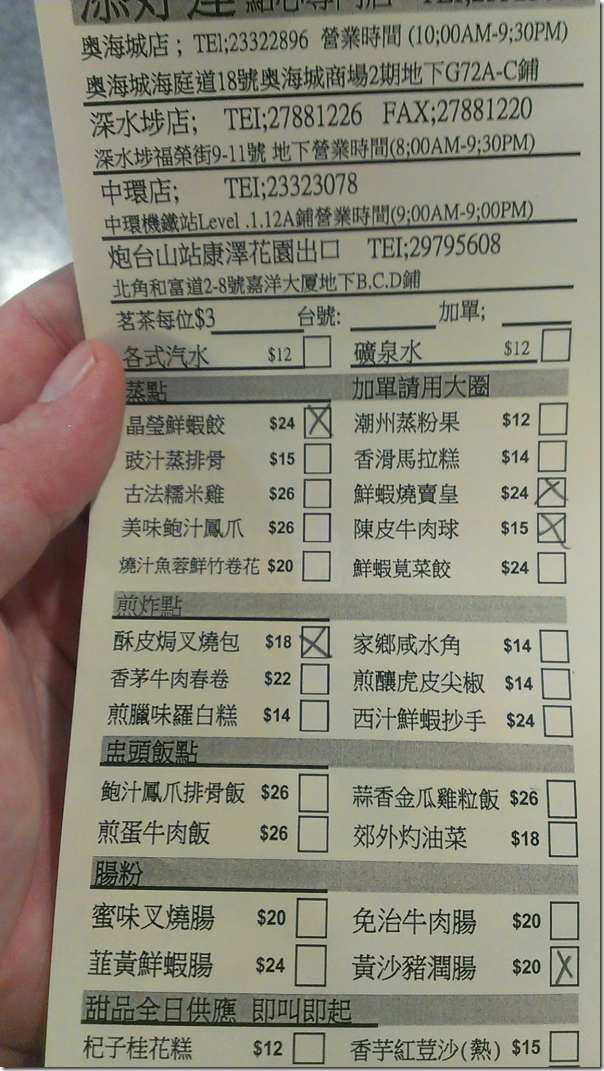 添好運 點心專門店
奧海城店； TEl;23322896 營業時間 (10;00AM-9;30PM)
奧海城海庭道18號奧海城商場2期地下G72A-C鋪
深水埗店; TEI;27881226 FAX;27881220
深水埗福榮街9-11號 地下營業時間(8;00AM-9;30PM)
中環店; TEI;23323078
中環機鐵站Level .1.12A鋪營業時間(9;00AM-9;00PM)
炮台山站康澤花園出口 TEI;29795608
北角和富道2-8號嘉洋大厦地下B.C.D鋪
茗茶每位$3 台號: 加單;
各式汽水 $12 礦泉水 $12
蒸點 加單請用大圈
晶瑩鮮蝦餃 $24 潮州蒸粉果 $12
豉汁蒸排骨 $15 香滑馬拉糕 $14
古法糯米雞 $26 鮮蝦燒賣皇 $24
美味鮑汁鳳爪 $26 陳皮牛肉球 $15
燒汁魚蓉鮮竹卷花 $20 鮮蝦莧菜餃 $24
煎炸點
酥皮焗叉燒包 $18 家鄉咸水角 $14
香茅牛肉春卷 $22 煎釀虎皮尖椒 $14
煎臘味羅白糕 $14 西汁鮮蝦抄手 $24
盅頭飯點
鮑汁鳳爪排骨飯 $26 蒜香金瓜雞粒飯 $26
煎蛋牛肉飯 $26 郊外灼油菜 $18
腸粉
蜜味叉燒腸 $20 免治牛肉腸 $20
韮黃鮮蝦腸 $24 黃沙豬潤腸 $20
甜品全日供應 即叫即起
杞子桂花糕 $12 香芋紅荳沙(熱) $15